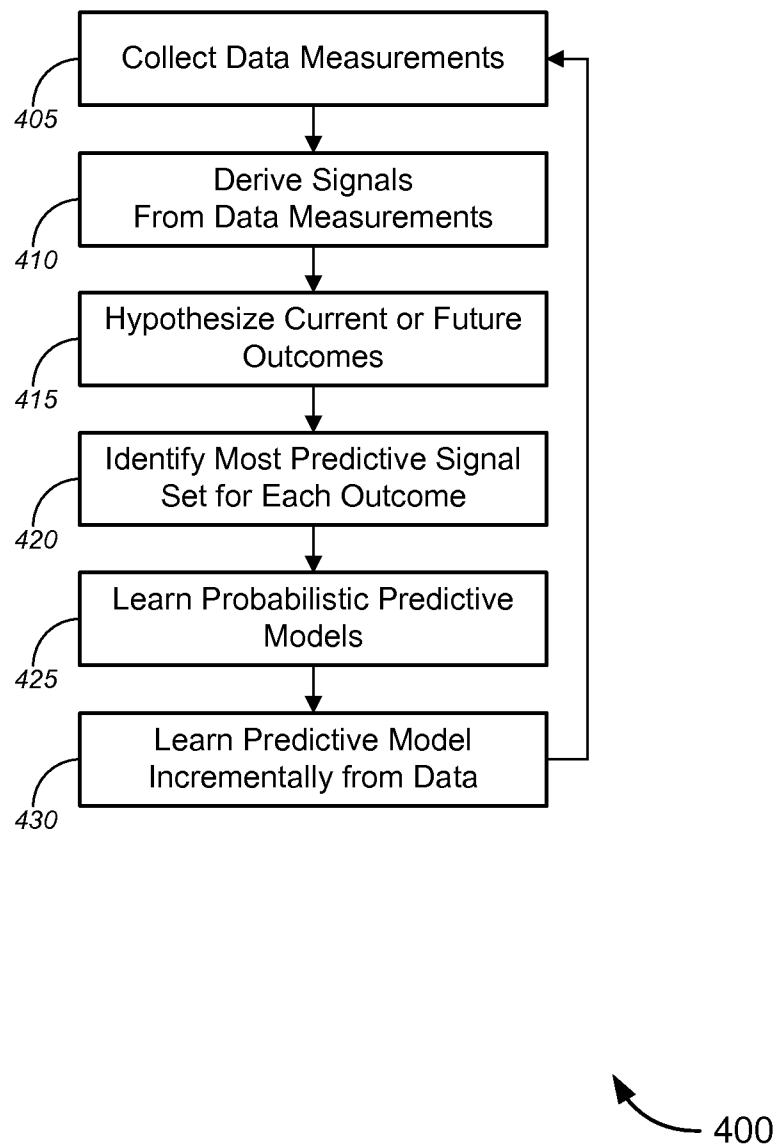 Collect Data Measurements
405
Derive Signals
From Data Measurements
410
Hypothesize Current or Future
Outcomes
415
Identify Most Predictive Signal
Set for Each Outcome
420
Learn Probabilistic Predictive
Models
425
Learn Predictive Model
Incrementally from Data
430
400